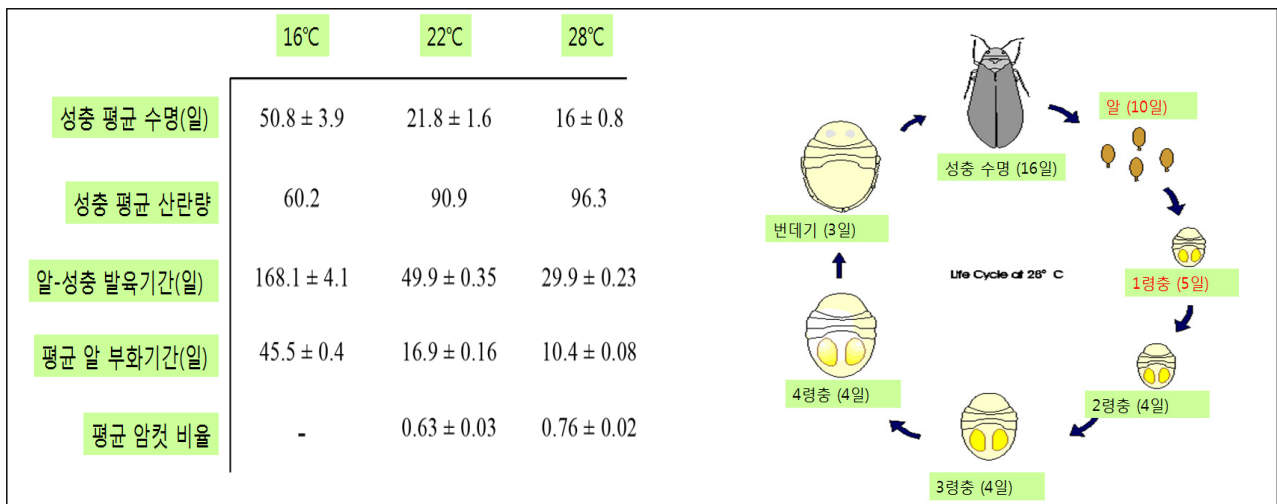 16℃ 22℃ 28℃
성충 평균 수명(일) 50.8 ± 3.9 21.8 ± 1.6 16 ± 0.8
성충 평균 산란량 60.2 90.9 96.3
알-성충 발육기간(일) 168.1 ± 4.1 49.9 ± 0.35 29.9 ± 0.23
평균 알 부화기간(일) 45.5 ± 0.4 16.9 ± 0.16 10.4 ± 0.08
평균 암컷 비율 - 0.63 ± 0.03 0.76 ± 0.02
성충 수명 (16일)
알 (10일)
1령충 (5일)
2령충 (4일)
3령충 (4일)
4령충 (4일)
번데기 (3일)
Life Cycle at 28° C